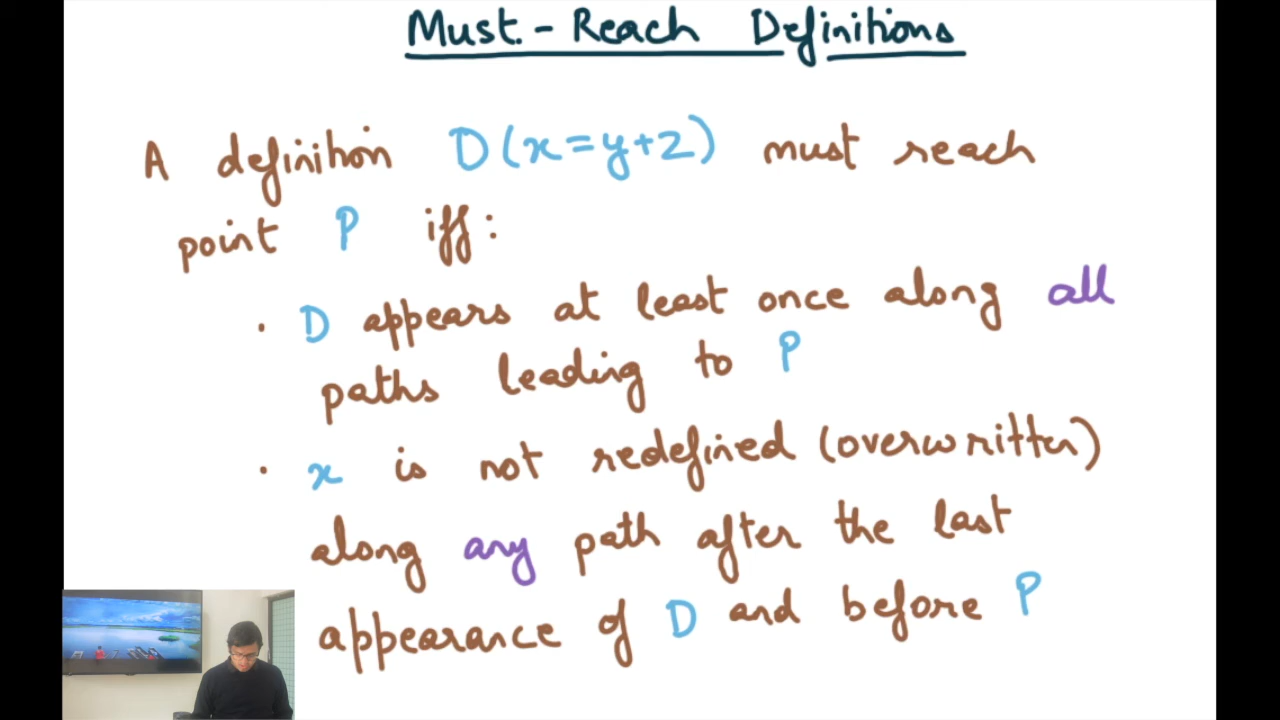 Must-Reach Definitions
A definition D(x=y+z) must reach
point P iff:
· D appears at least once along all
paths leading to P
· x is not redefined (overwritten)
along any path after the last
appearance of D and before P